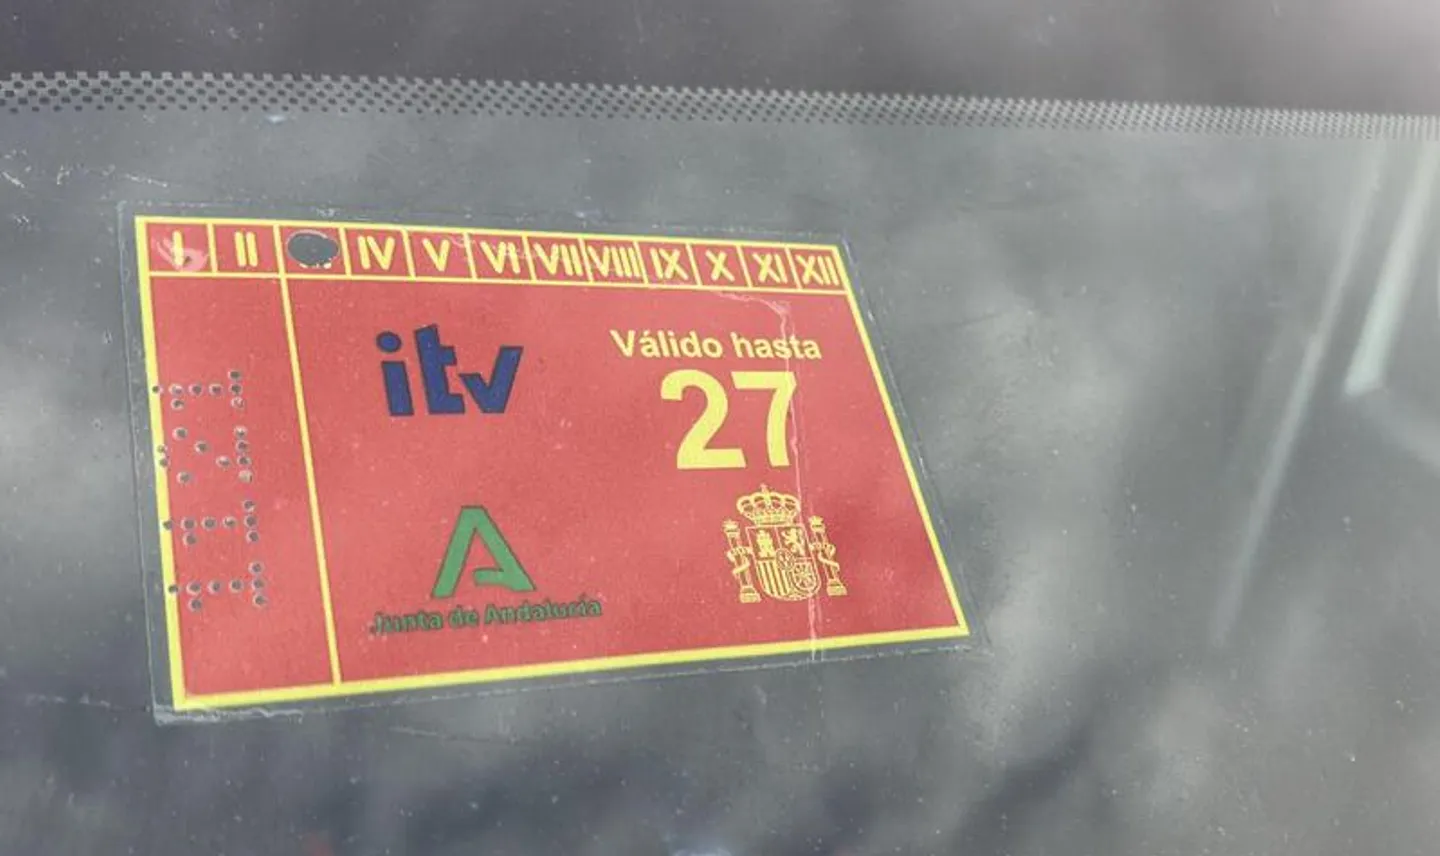 I II IV V VI VII VIII IX X XI XII
itv
Válido hasta
27
Junta de Andalucía